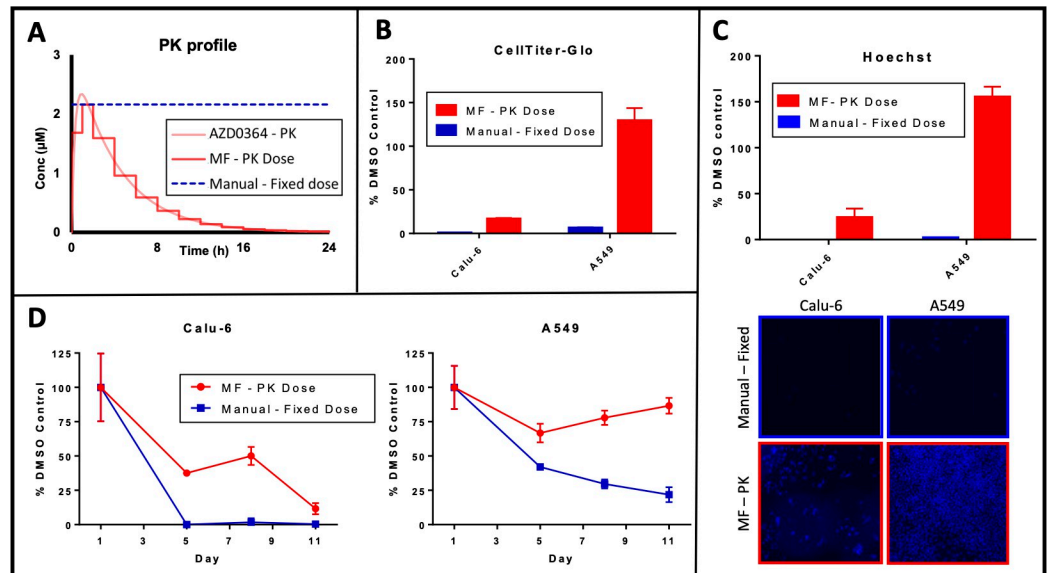 A
PK profile
3
2
1
0
Conc (µM)
AZD0364 - PK
MF - PK Dose
Manual - Fixed dose
0 8 16 24
Time (h)
B
CellTiter-Glo
200
150
100
50
0
% DMSO Control
MF - PK Dose
Manual - Fixed Dose
Calu-6
A549
C
Hoechst
200
150
100
50
0
% DMSO Control
MF - PK Dose
Manual - Fixed Dose
Calu-6
A549
Calu-6 A549
Manual – Fixed
MF – PK
D
Calu-6
125
100
75
50
25
0
% DMSO Control
MF - PK Dose
Manual - Fixed Dose
1 3 5 7 9 11
Day
A549
125
100
75
50
25
0
% DMSO Control
1 3 5 7 9 11
Day